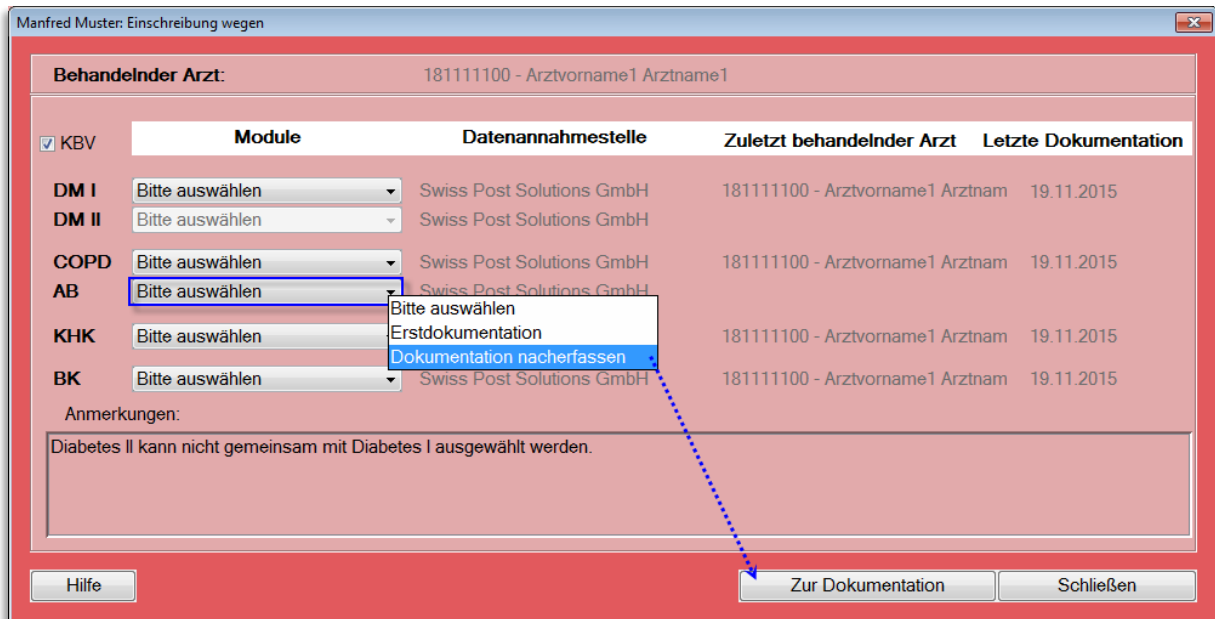 Manfred Muster: Einschreibung wegen
Behandelnder Arzt: 181111100 - Arztvorname1 Arztname1
KBV Module Datenannahmestelle Zuletzt behandelnder Arzt Letzte Dokumentation
DM I Bitte auswählen Swiss Post Solutions GmbH 181111100 - Arztvorname1 Arztnam 19.11.2015
DM II Bitte auswählen Swiss Post Solutions GmbH
COPD Bitte auswählen Swiss Post Solutions GmbH 181111100 - Arztvorname1 Arztnam 19.11.2015
AB Bitte auswählen Swiss Post Solutions GmbH
Bitte auswählen
Erstdokumentation
Dokumentation nacherfassen
KHK Bitte auswählen 181111100 - Arztvorname1 Arztnam 19.11.2015
BK Bitte auswählen Swiss Post Solutions GmbH 181111100 - Arztvorname1 Arztnam 19.11.2015
Anmerkungen:
Diabetes II kann nicht gemeinsam mit Diabetes I ausgewählt werden.
Hilfe Zur Dokumentation Schließen